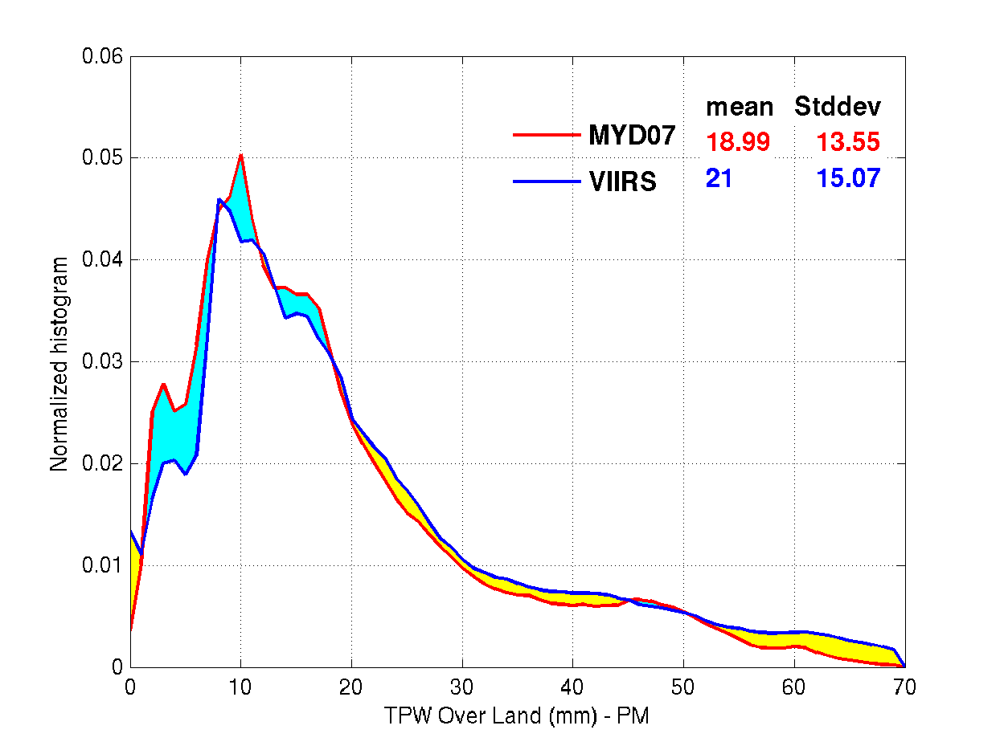 0.06
0.05
0.04
0.03
0.02
0.01
0
Normalized histogram
mean Stddev
MYD07 18.99 13.55
VIIRS 21 15.07
0 10 20 30 40 50 60 70
TPW Over Land (mm) - PM